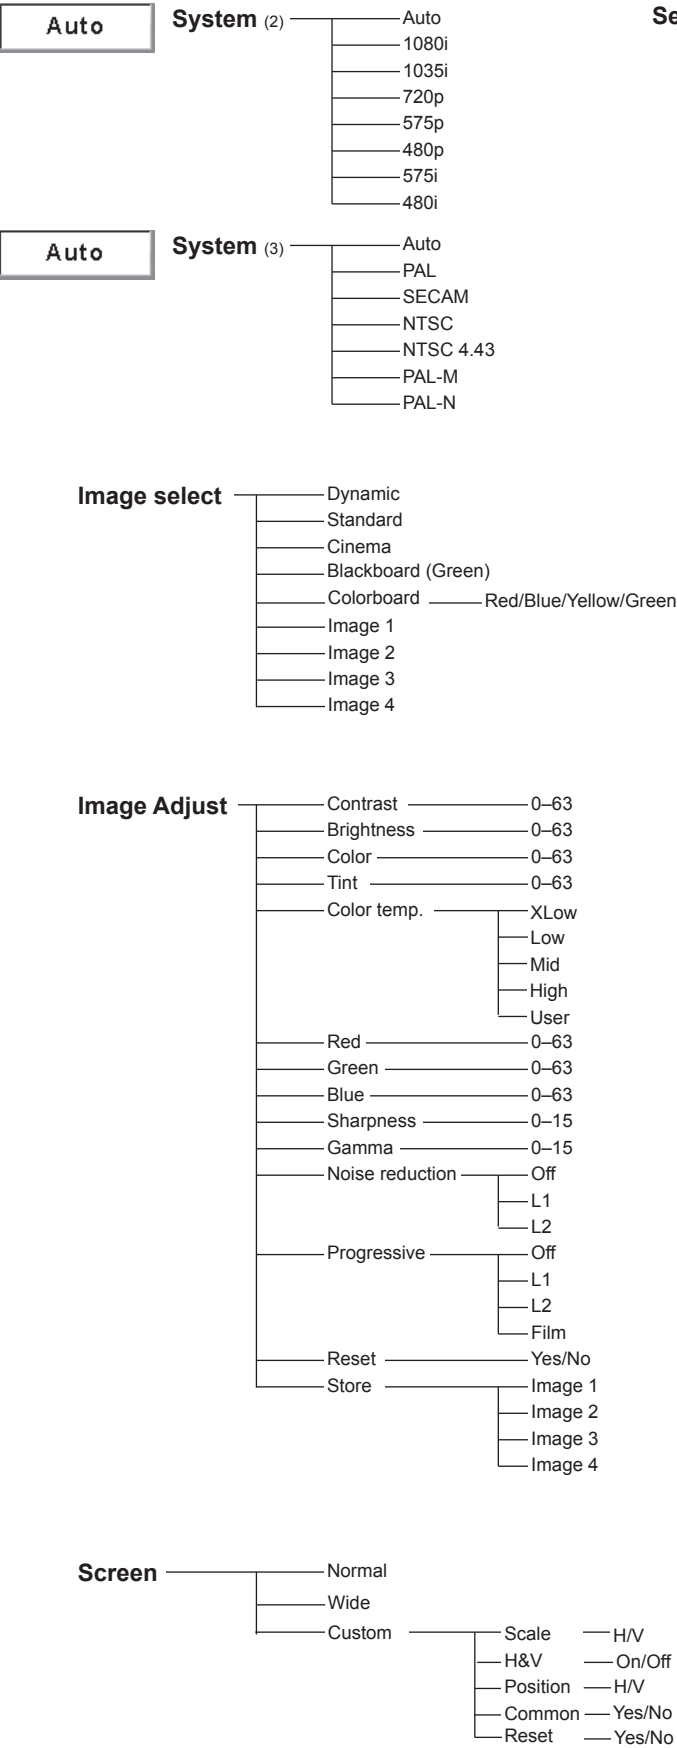 Auto System (2) Auto
1080i
1035i
720p
575p
480p
575i
480i
Auto System (3) Auto
PAL
SECAM
NTSC
NTSC 4.43
PAL-M
PAL-N
Image select Dynamic
Standard
Cinema
Blackboard (Green)
Colorboard Red/Blue/Yellow/Green
Image 1
Image 2
Image 3
Image 4
Image Adjust Contrast 0–63
Brightness 0–63
Color 0–63
Tint 0–63
Color temp. XLow
Low
Mid
High
User
Red 0–63
Green 0–63
Blue 0–63
Sharpness 0–15
Gamma 0–15
Noise reduction Off
L1
L2
Progressive Off
L1
L2
Film
Reset Yes/No
Store Image 1
Image 2
Image 3
Image 4
Screen Normal
Wide
Custom Scale H/V
H&V On/Off
Position H/V
Common Yes/No
Reset Yes/No